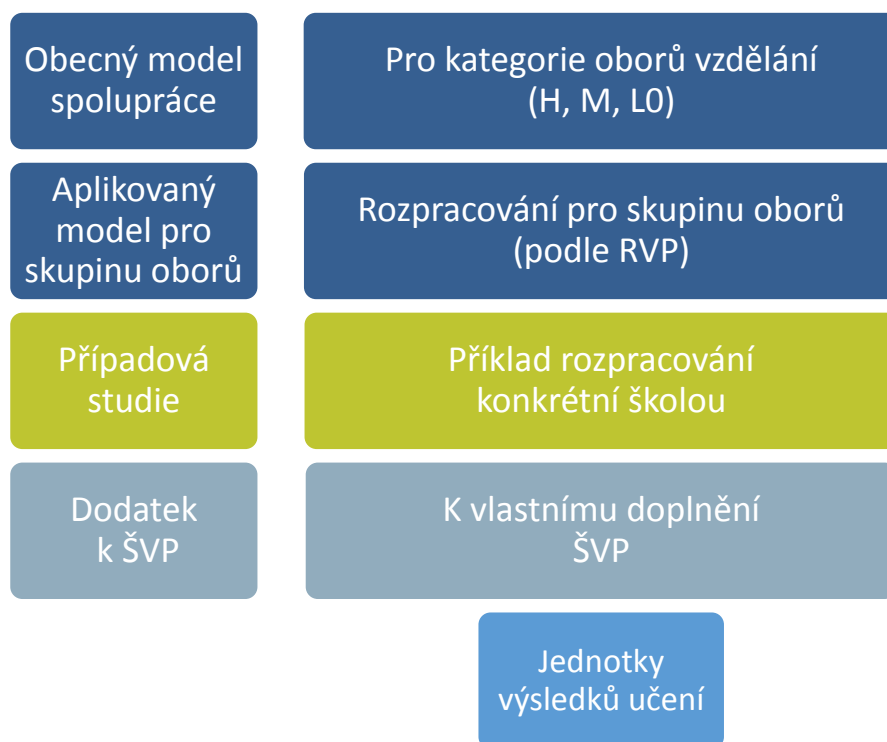 Obecný model
spolupráce
Pro kategorie oborů vzdělání
(H, M, L0)
Aplikovaný
model pro
skupinu oborů
Rozpracování pro skupinu oborů
(podle RVP)
Případová
studie
Příklad rozpracování
konkrétní školou
Dodatek
k ŠVP
K vlastnímu doplnění
ŠVP
Jednotky
výsledků učení